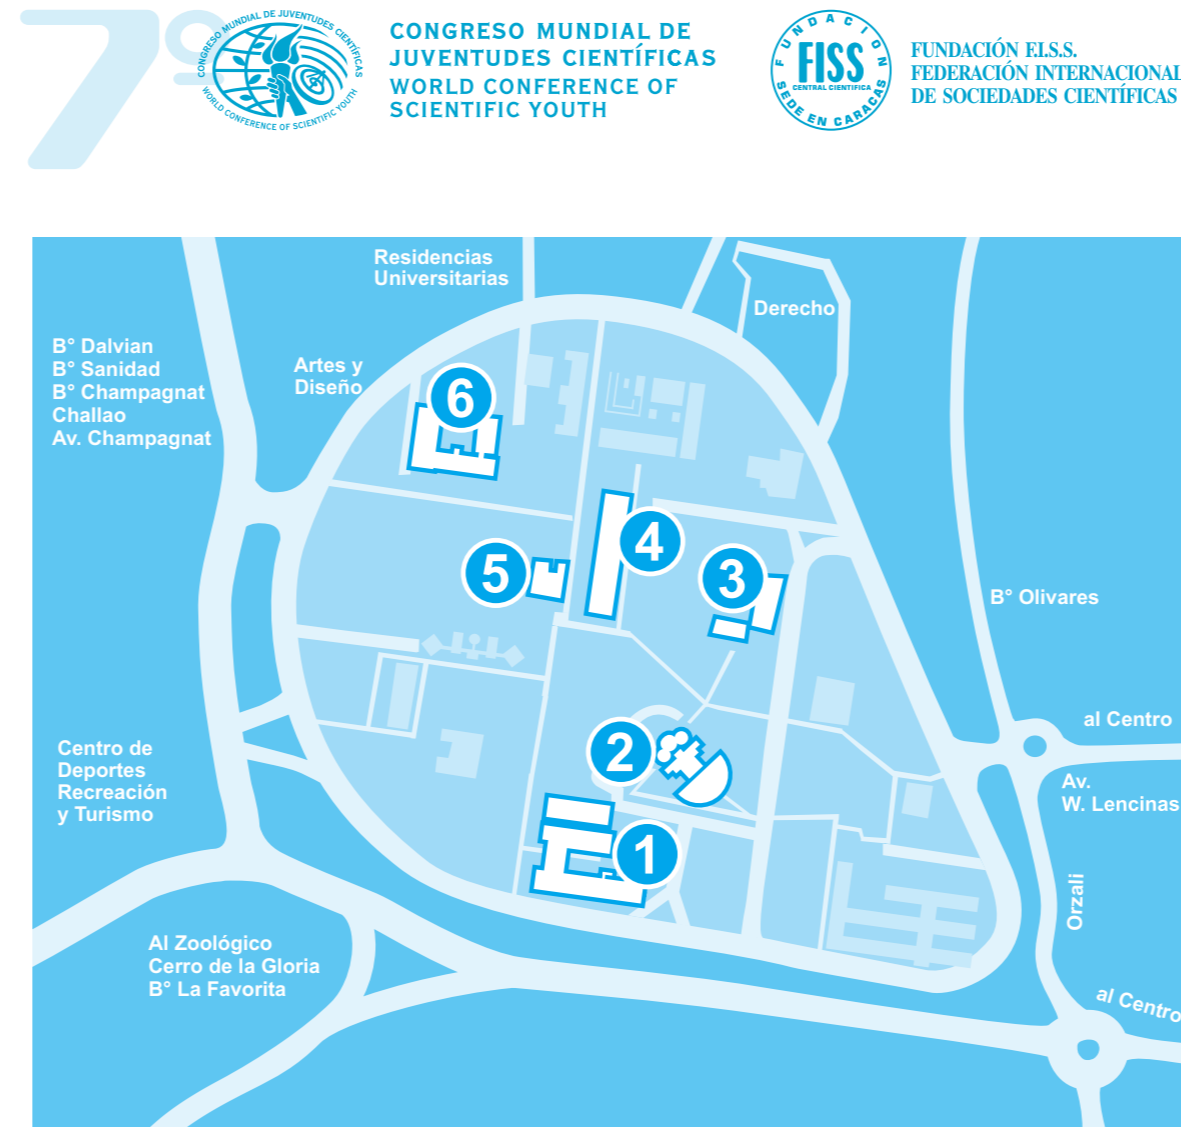 7º
CONGRESO MUNDIAL DE JUVENTUDES CIENTÍFICAS
WORLD CONFERENCE OF SCIENTIFIC YOUTH
CONGRESO MUNDIAL DE
JUVENTUDES CIENTÍFICAS
WORLD CONFERENCE OF
SCIENTIFIC YOUTH
FUNDACION
FISS
CENTRAL CIENTIFICA
SEDE EN CARACAS
FUNDACIÓN F.I.S.S.
FEDERACIÓN INTERNACIONAL
DE SOCIEDADES CIENTÍFICAS
Residencias
Universitarias
Derecho
B° Dalvian
B° Sanidad
B° Champagnat
Challao
Av. Champagnat
Artes y
Diseño
6
4
5
3
B° Olivares
2
al Centro
Centro de
Deportes
Recreación
y Turismo
Av.
W. Lencinas
1
Orzali
Al Zoológico
Cerro de la Gloria
B° La Favorita
al Centro